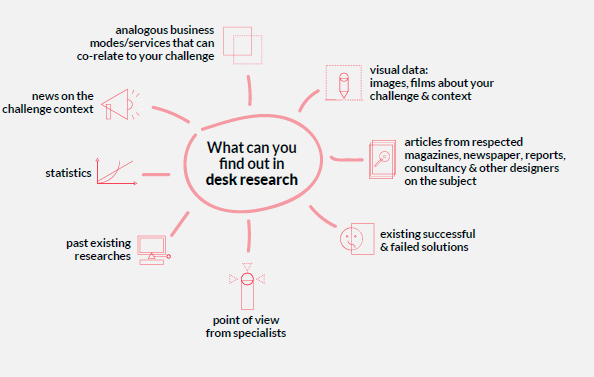 analogous business
modes/services that can
co-relate to your challenge
visual data:
images, films about your
challenge & context
news on the
challenge context
What can you
find out in
desk research
articles from respected
magazines, newspaper, reports,
consultancy & other designers
on the subject
statistics
existing successful
& failed solutions
past existing
researches
point of view
from specialists